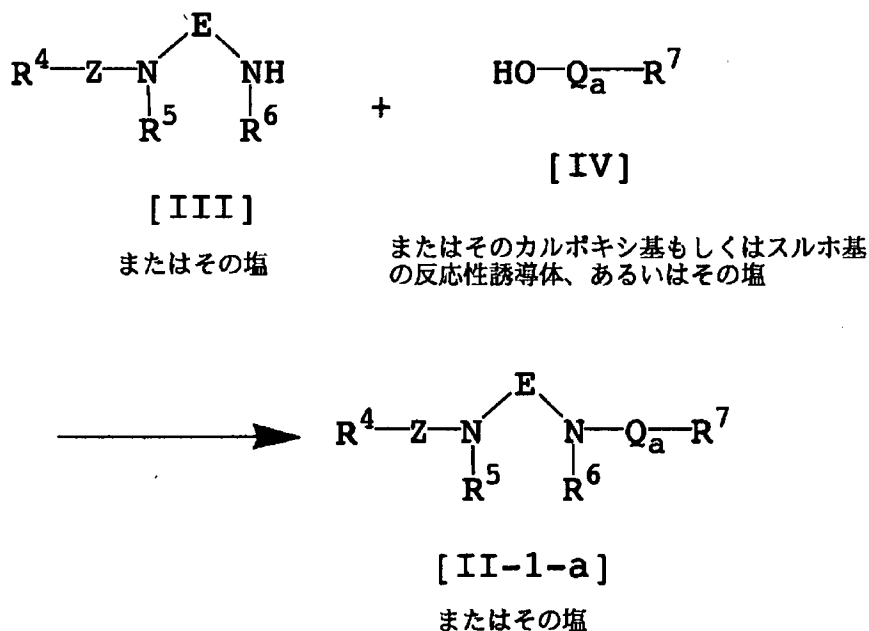 E
R⁴—Z—N NH
R⁵ R⁶
[III]
またはその塩
+
HO—Qₐ—R⁷
[IV]
またはそのカルボキシ基もしくはスルホ基
の反応性誘導体、あるいはその塩
E
R⁴—Z—N N—Qₐ—R⁷
R⁵ R⁶
[II-1-a]
またはその塩